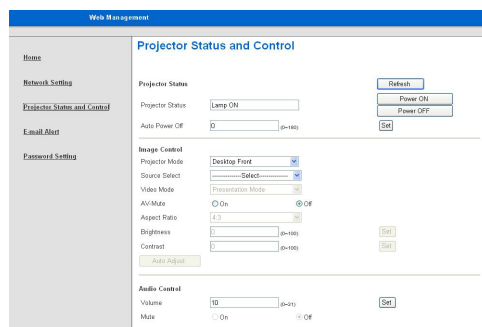 Web Management
Projector Status and Control
Home
Network Setting
Projector Status and Control
E-mail Alert
Password Setting
Projector Status
Refresh
Power ON
Power OFF
Projector Status Lamp ON
Auto Power Off 0 (0~180) Set
Image Control
Projector Mode Desktop Front
Source Select --------------Select--------------
Video Mode Presentation Mode
AV-Mute On Off
Aspect Ratio 4:3
Brightness 0 (0~100) Set
Contrast 0 (0~100) Set
Auto Adjust
Audio Control
Volume 10 (0~31) Set
Mute On Off